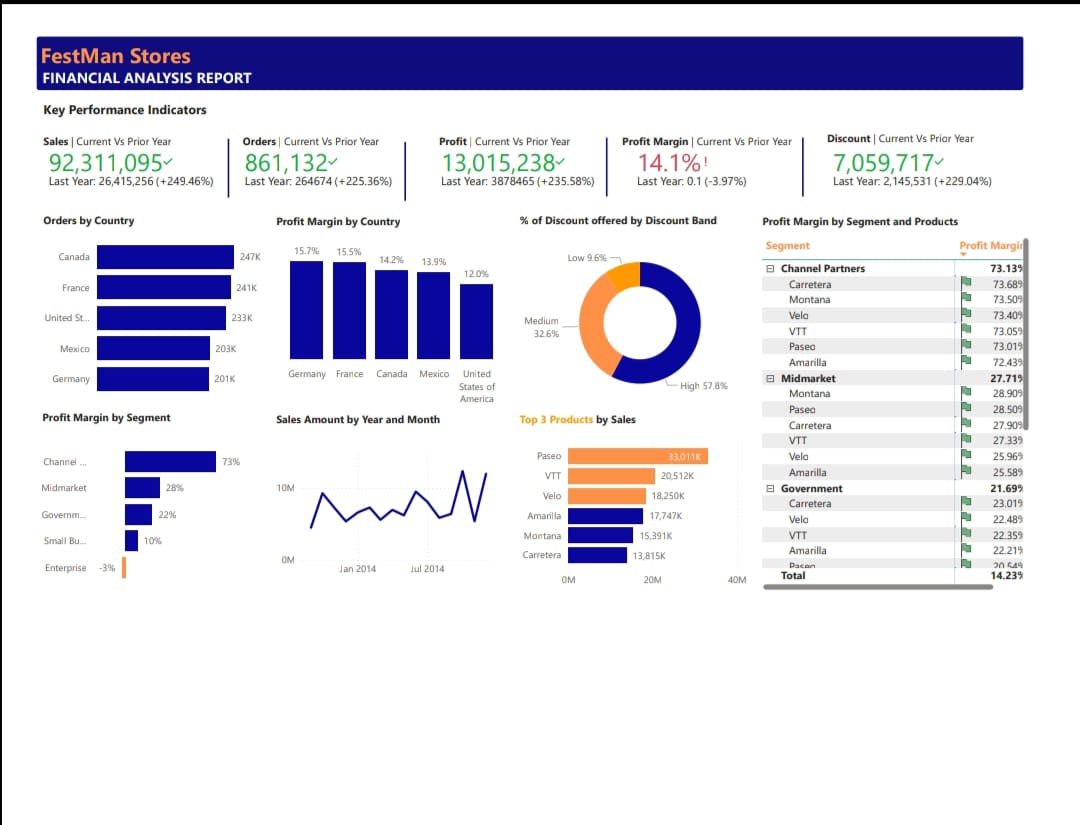 FestMan Stores
FINANCIAL ANALYSIS REPORT
Key Performance Indicators
Sales | Current Vs Prior Year
92,311,095
Last Year: 26,415,256 (+249.46%)
Orders | Current Vs Prior Year
861,132
Last Year: 264674 (+225.36%)
Profit | Current Vs Prior Year
13,015,238
Last Year: 3878465 (+235.58%)
Profit Margin | Current Vs Prior Year
14.1%!
Last Year: 0.1 (-3.97%)
Discount | Current Vs Prior Year
7,059,717
Last Year: 2,145,531 (+229.04%)
Orders by Country
Canada 247K
France 241K
United St... 233K
Mexico 203K
Germany 201K
Profit Margin by Country
15.7% 15.5% 14.2% 13.9% 12.0%
Germany France Canada Mexico United
States of
America
% of Discount offered by Discount Band
Low 9.6%
Medium
32.6%
High 57.8%
Profit Margin by Segment and Products
Segment Profit Margin
Channel Partners 73.13%
Carretera 73.68%
Montana 73.50%
Velo 73.40%
VTT 73.05%
Paseo 73.01%
Amarilla 72.43%
Midmarket 27.71%
Montana 28.90%
Paseo 28.50%
Carretera 27.90%
VTT 27.33%
Velo 25.96%
Amarilla 25.58%
Government 21.69%
Carretera 23.01%
Velo 22.48%
VTT 22.35%
Amarilla 22.21%
Paseo 20.54%
Total 14.23%
Profit Margin by Segment
Channel ... 73%
Midmarket 28%
Governm... 22%
Small Bu... 10%
Enterprise -3%
Sales Amount by Year and Month
10M
0M
Jan 2014 Jul 2014
Top 3 Products by Sales
Paseo 33,011K
VTT 20,512K
Velo 18,250K
Amarilla 17,747K
Montana 15,391K
Carretera 13,815K
0M 20M 40M